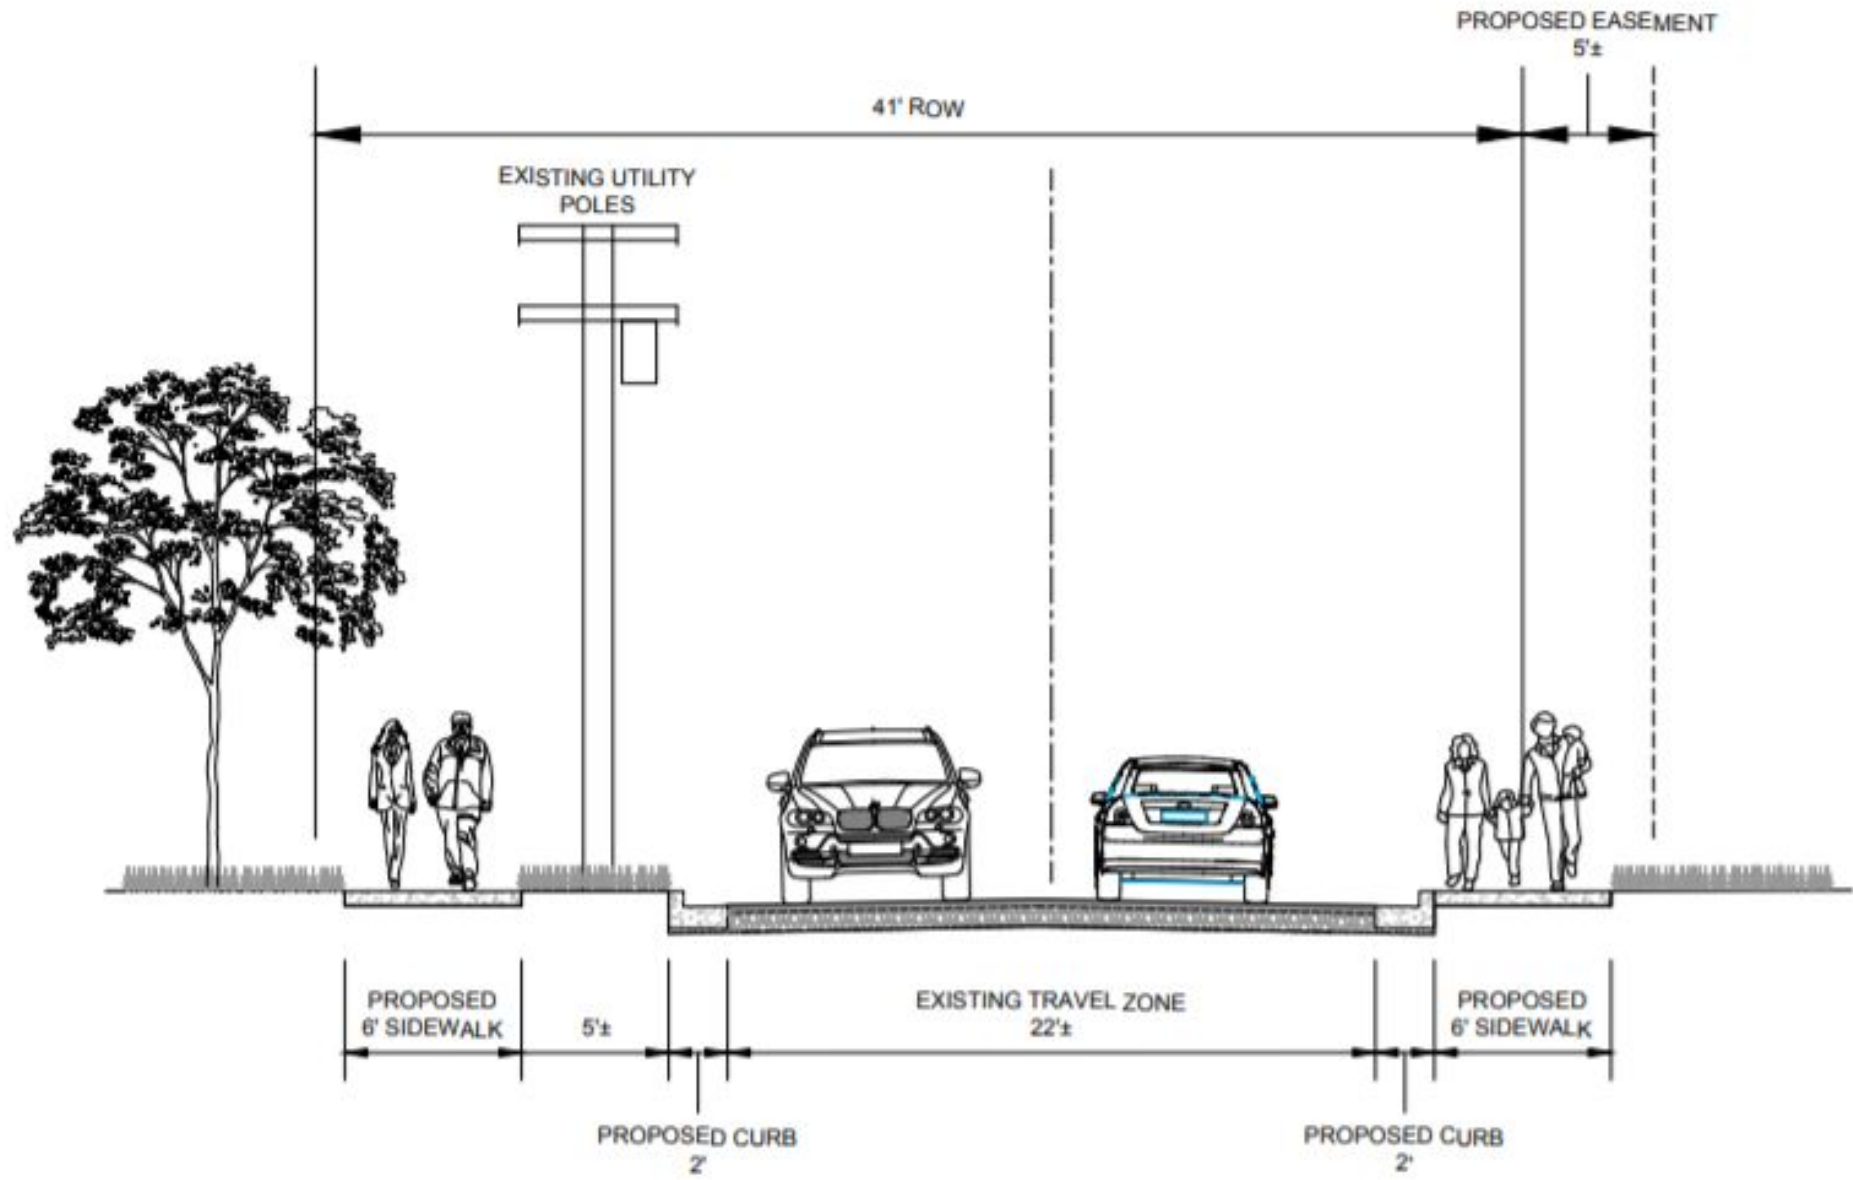 PROPOSED EASEMENT
5'±
41' ROW
EXISTING UTILITY
POLES
PROPOSED
6' SIDEWALK
5'±
EXISTING TRAVEL ZONE
22'±
PROPOSED
6' SIDEWALK
PROPOSED CURB
2'
PROPOSED CURB
2'